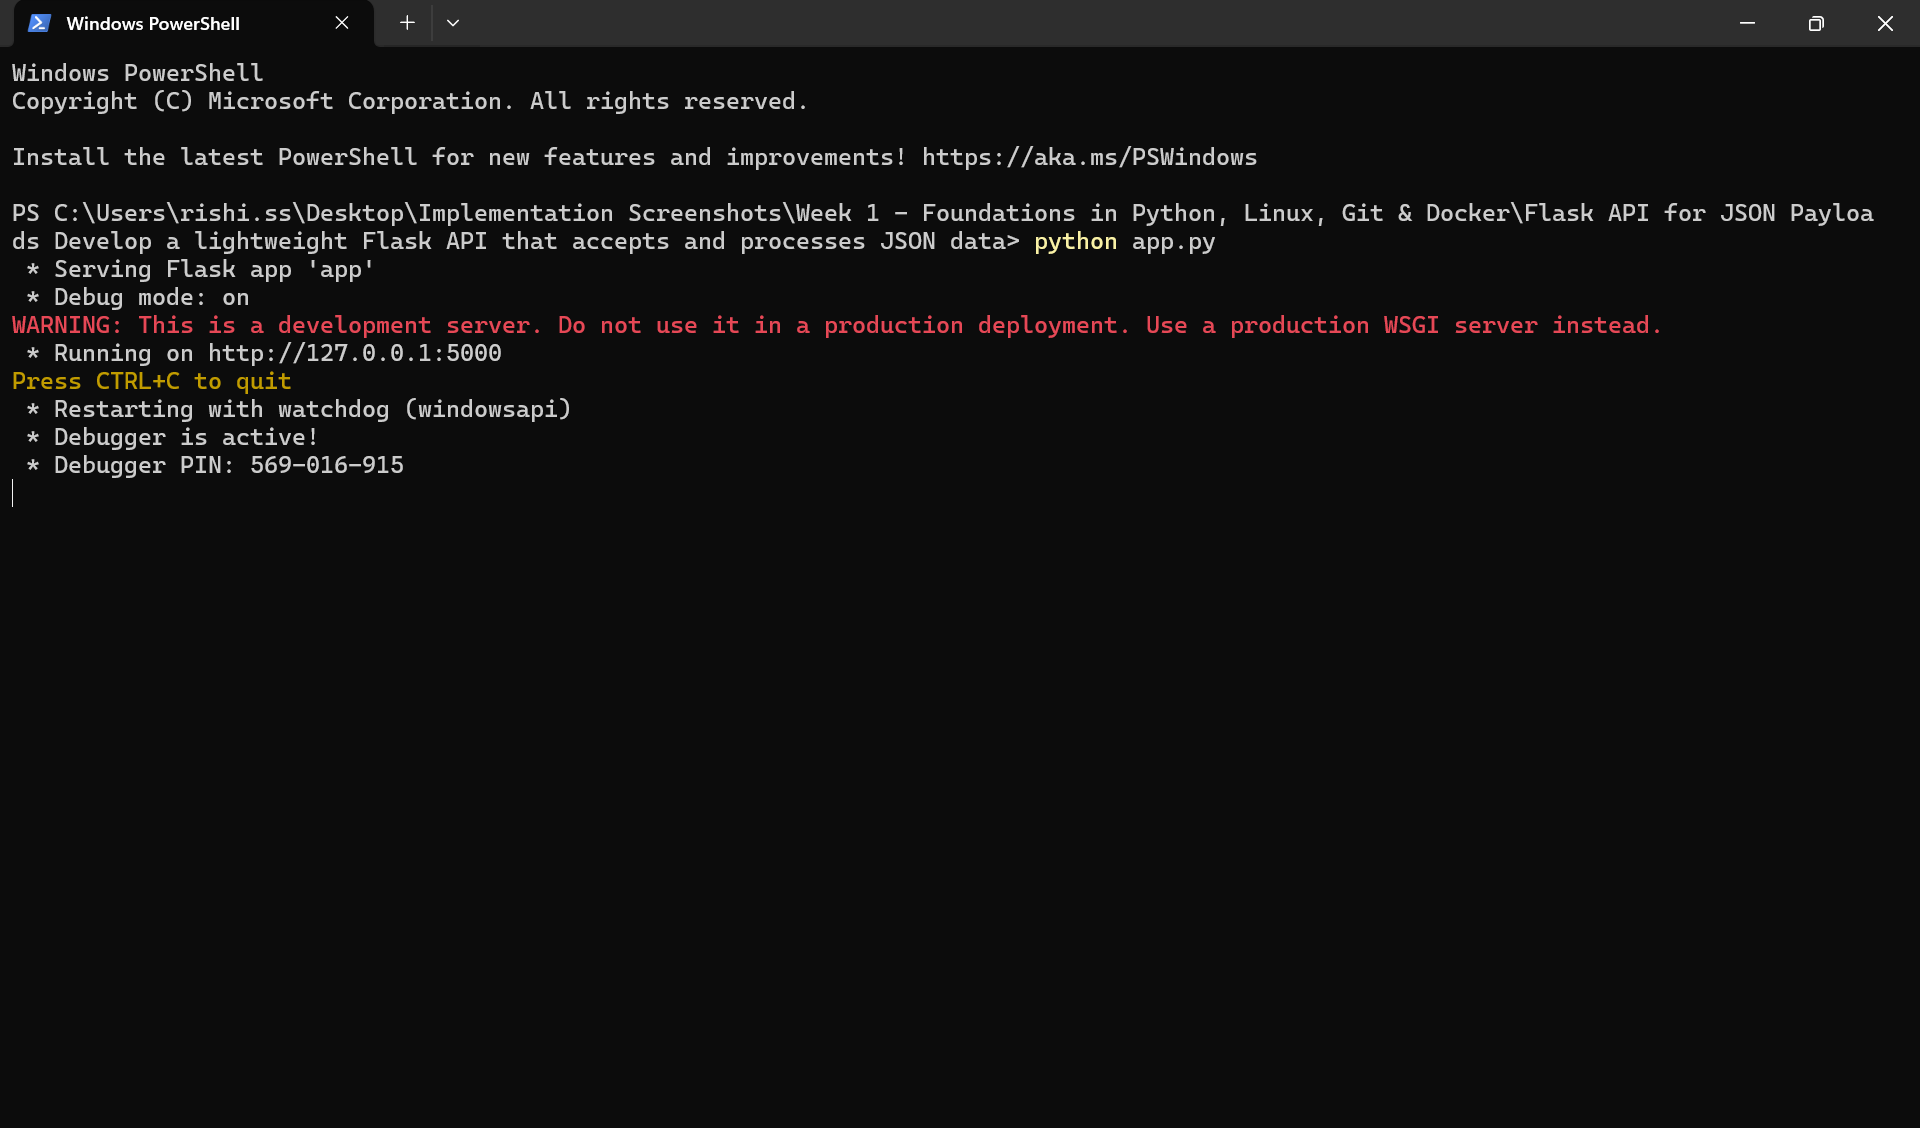 Windows PowerShell
Windows PowerShell
Copyright (C) Microsoft Corporation. All rights reserved.
Install the latest PowerShell for new features and improvements! https://aka.ms/PSWindows
PS C:\Users\rishi.ss\Desktop\Implementation Screenshots\Week 1 - Foundations in Python, Linux, Git & Docker\Flask API for JSON Payloa
ds Develop a lightweight Flask API that accepts and processes JSON data> python app.py
 * Serving Flask app 'app'
 * Debug mode: on
WARNING: This is a development server. Do not use it in a production deployment. Use a production WSGI server instead.
 * Running on http://127.0.0.1:5000
Press CTRL+C to quit
 * Restarting with watchdog (windowsapi)
 * Debugger is active!
 * Debugger PIN: 569-016-915